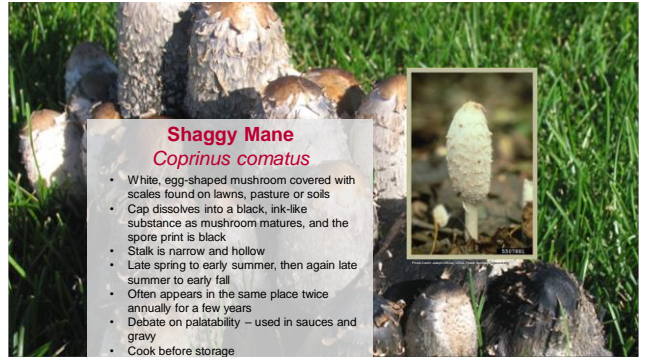 Shaggy Mane
Coprinus comatus
• White, egg-shaped mushroom covered with
scales found on lawns, pasture or soils
• Cap dissolves into a black, ink-like
substance as mushroom matures, and the
spore print is black
• Stalk is narrow and hollow
• Late spring to early summer, then again late
summer to early fall
• Often appears in the same place twice
annually for a few years
• Debate on palatability – used in sauces and
gravy
• Cook before storage
5507881